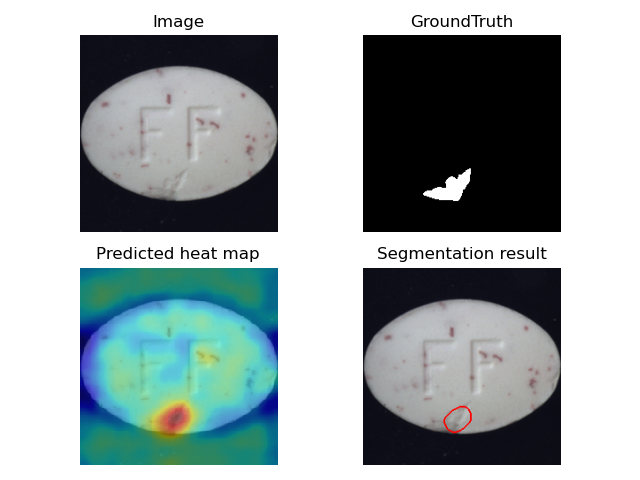 Image
GroundTruth
FF
Predicted heat map
Segmentation result
FF
FF